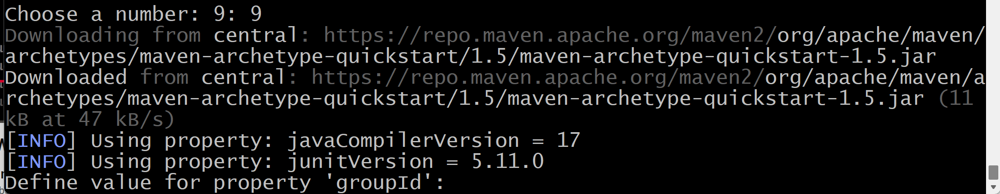 Choose a number: 9: 9
Downloading from central: https://repo.maven.apache.org/maven2/org/apache/maven/
archetypes/maven-archetype-quickstart/1.5/maven-archetype-quickstart-1.5.jar
Downloaded from central: https://repo.maven.apache.org/maven2/org/apache/maven/a
rchetypes/maven-archetype-quickstart/1.5/maven-archetype-quickstart-1.5.jar (11
kB at 47 kB/s)
[INFO] Using property: javaCompilerVersion = 17
[INFO] Using property: junitVersion = 5.11.0
Define value for property 'groupId':